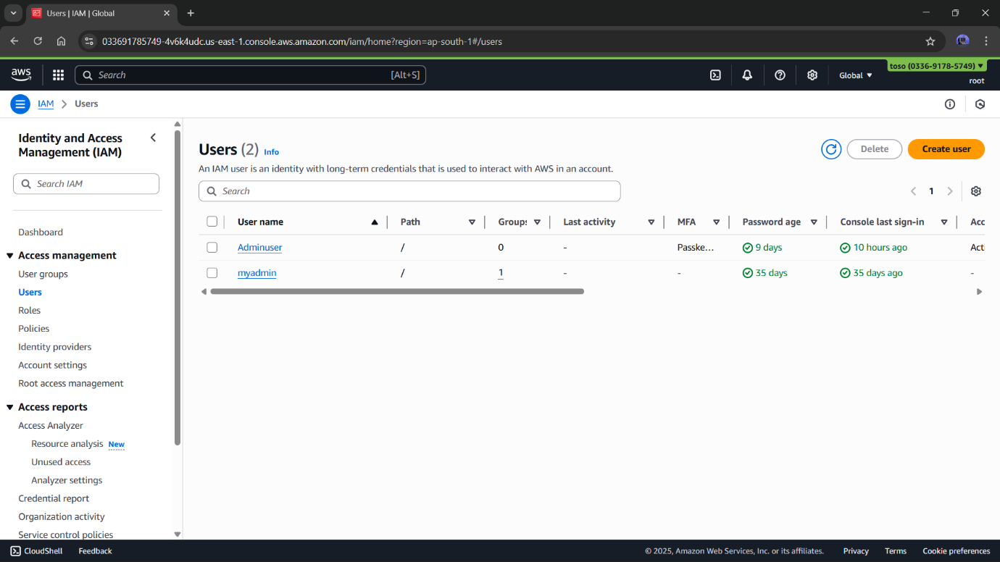 Users | IAM | Global
033691785749-4v6k4udc.us-east-1.console.aws.amazon.com/iam/home?region=ap-south-1#/users
aws
Search [Alt+S]
Global
toso (0336-9178-5749)
root
IAM Users
Identity and Access
Management (IAM)
Search IAM
Dashboard
Access management
User groups
Users
Roles
Policies
Identity providers
Account settings
Root access management
Access reports
Access Analyzer
Resource analysis New
Unused access
Analyzer settings
Credential report
Organization activity
Service control policies
Users (2) Info
Delete
Create user
An IAM user is an identity with long-term credentials that is used to interact with AWS in an account.
Search
1
User name Path Groups Last activity MFA Password age Console last sign-in Acc
Adminuser / 0 - Passke... 9 days 10 hours ago Acti
myadmin / 1 - - 35 days 35 days ago -
CloudShell Feedback © 2025, Amazon Web Services, Inc. or its affiliates. Privacy Terms Cookie preferences